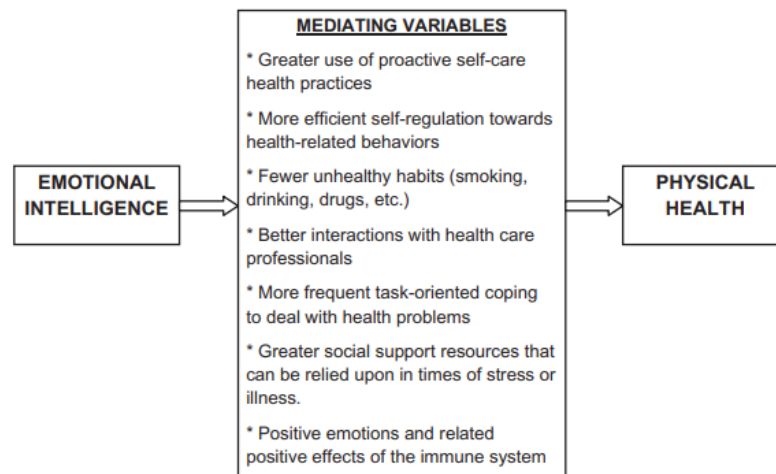 MEDIATING VARIABLES
* Greater use of proactive self-care
health practices
* More efficient self-regulation towards
health-related behaviors
* Fewer unhealthy habits (smoking,
drinking, drugs, etc.)
* Better interactions with health care
professionals
* More frequent task-oriented coping
to deal with health problems
* Greater social support resources that
can be relied upon in times of stress or
illness.
* Positive emotions and related
positive effects of the immune system
EMOTIONAL
INTELLIGENCE
PHYSICAL
HEALTH